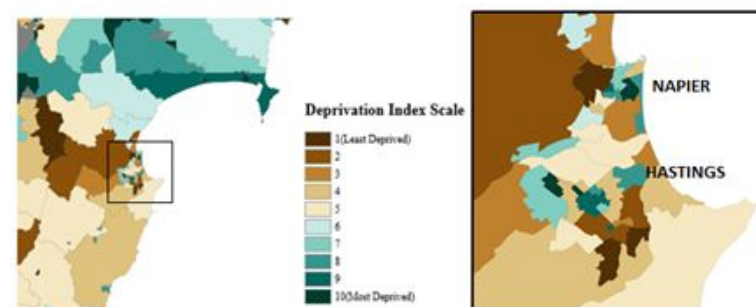 Deprivation Index Scale
1(Least Deprived)
2
3
4
5
6
7
8
9
10(Most Deprived)
NAPIER
HASTINGS